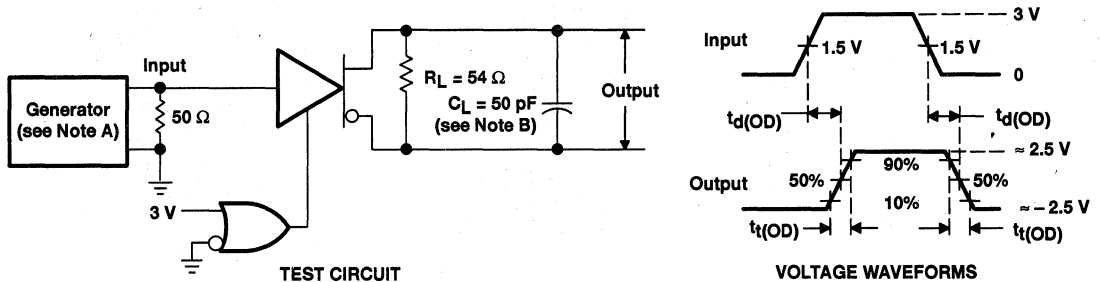 Generator
(see Note A)
Input
50 Ω
3 V
R_L = 54 Ω
C_L = 50 pF
(see Note B)
Output
TEST CIRCUIT
Input
3 V
1.5 V
1.5 V
0
t_d(OD)
t_d(OD)
Output
≈ 2.5 V
90%
50%
50%
10%
≈ – 2.5 V
t_t(OD)
t_t(OD)
VOLTAGE WAVEFORMS